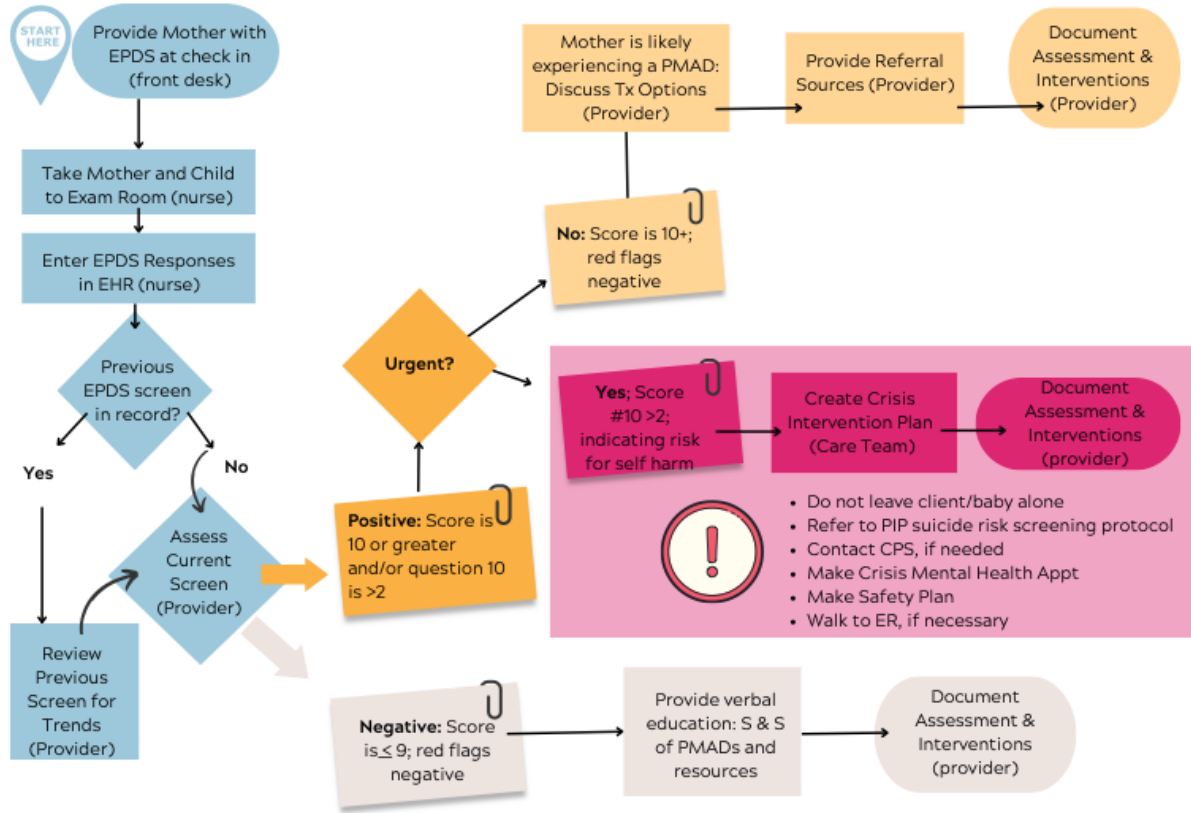 START
HERE
Provide Mother with
EPDS at check in
(front desk)
Take Mother and Child
to Exam Room (nurse)
Enter EPDS Responses
in EHR (nurse)
Previous
EPDS screen
in record?
Yes
No
Review
Previous
Screen for
Trends
(Provider)
Assess
Current
Screen
(Provider)
Positive: Score is
10 or greater
and/or question 10
is >2
Urgent?
No: Score is 10+;
red flags
negative
Mother is likely
experiencing a PMAD:
Discuss Tx Options
(Provider)
Provide Referral
Sources (Provider)
Document
Assessment &
Interventions
(Provider)
Yes; Score
#10 >2;
indicating risk
for self harm
Create Crisis
Intervention Plan
(Care Team)
Document
Assessment &
Interventions
(provider)
!
• Do not leave client/baby alone
• Refer to PIP suicide risk screening protocol
• Contact CPS, if needed
• Make Crisis Mental Health Appt
• Make Safety Plan
• Walk to ER, if necessary
Negative: Score
is ≤ 9; red flags
negative
Provide verbal
education: S & S
of PMADs and
resources
Document
Assessment &
Interventions
(provider)